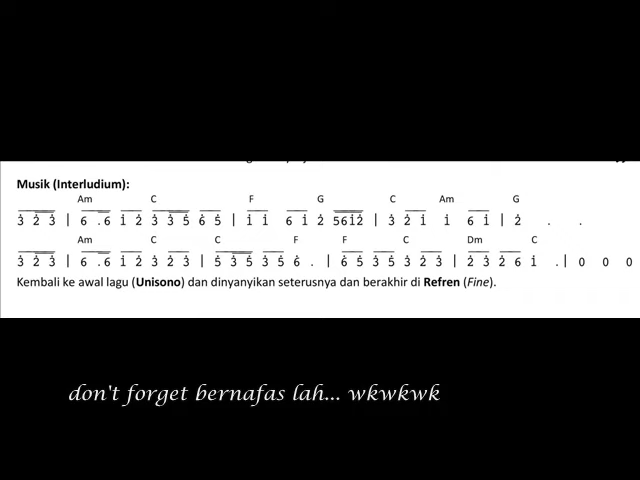 Musik (Interludium):
Am C F G C Am G
3̇ 2̇ 3̇ | 6 .6 1̇ 2̇ 3̇ 3̇ 5̇ 6̇ 5̇ | 1̇ 1̇ 6 1̇ 2̇ 561̇2̇ | 3̇ 2̇ 1̇ 1̇ 6 1̇ | 2̇ . .
Am C C F F C Dm C
3̇ 2̇ 3̇ | 6 .6 1̇ 2̇ 3̇ 2̇ 3̇ | 5̇ 3̇ 5̇ 3̇ 5̇ 6̇ . | 6̇ 5̇ 3̇ 5̇ 3̇ 2̇ 3̇ | 2̇ 3̇ 2̇ 6 1̇ . | 0 0 0
Kembali ke awal lagu (Unisono) dan dinyanyikan seterusnya dan berakhir di Refren (Fine).
don't forget bernafas lah... wkwkwk